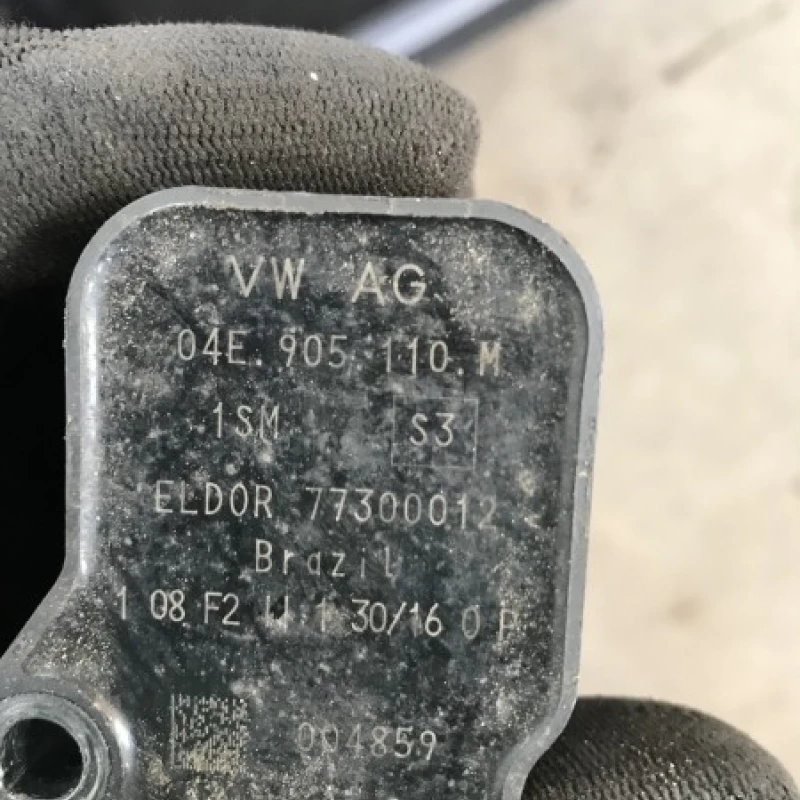 VW AG
04E.905.110.M
1SM S3
ELDOR 77300012
Brazil
1 08 F2 1 30/16 0 P
004859